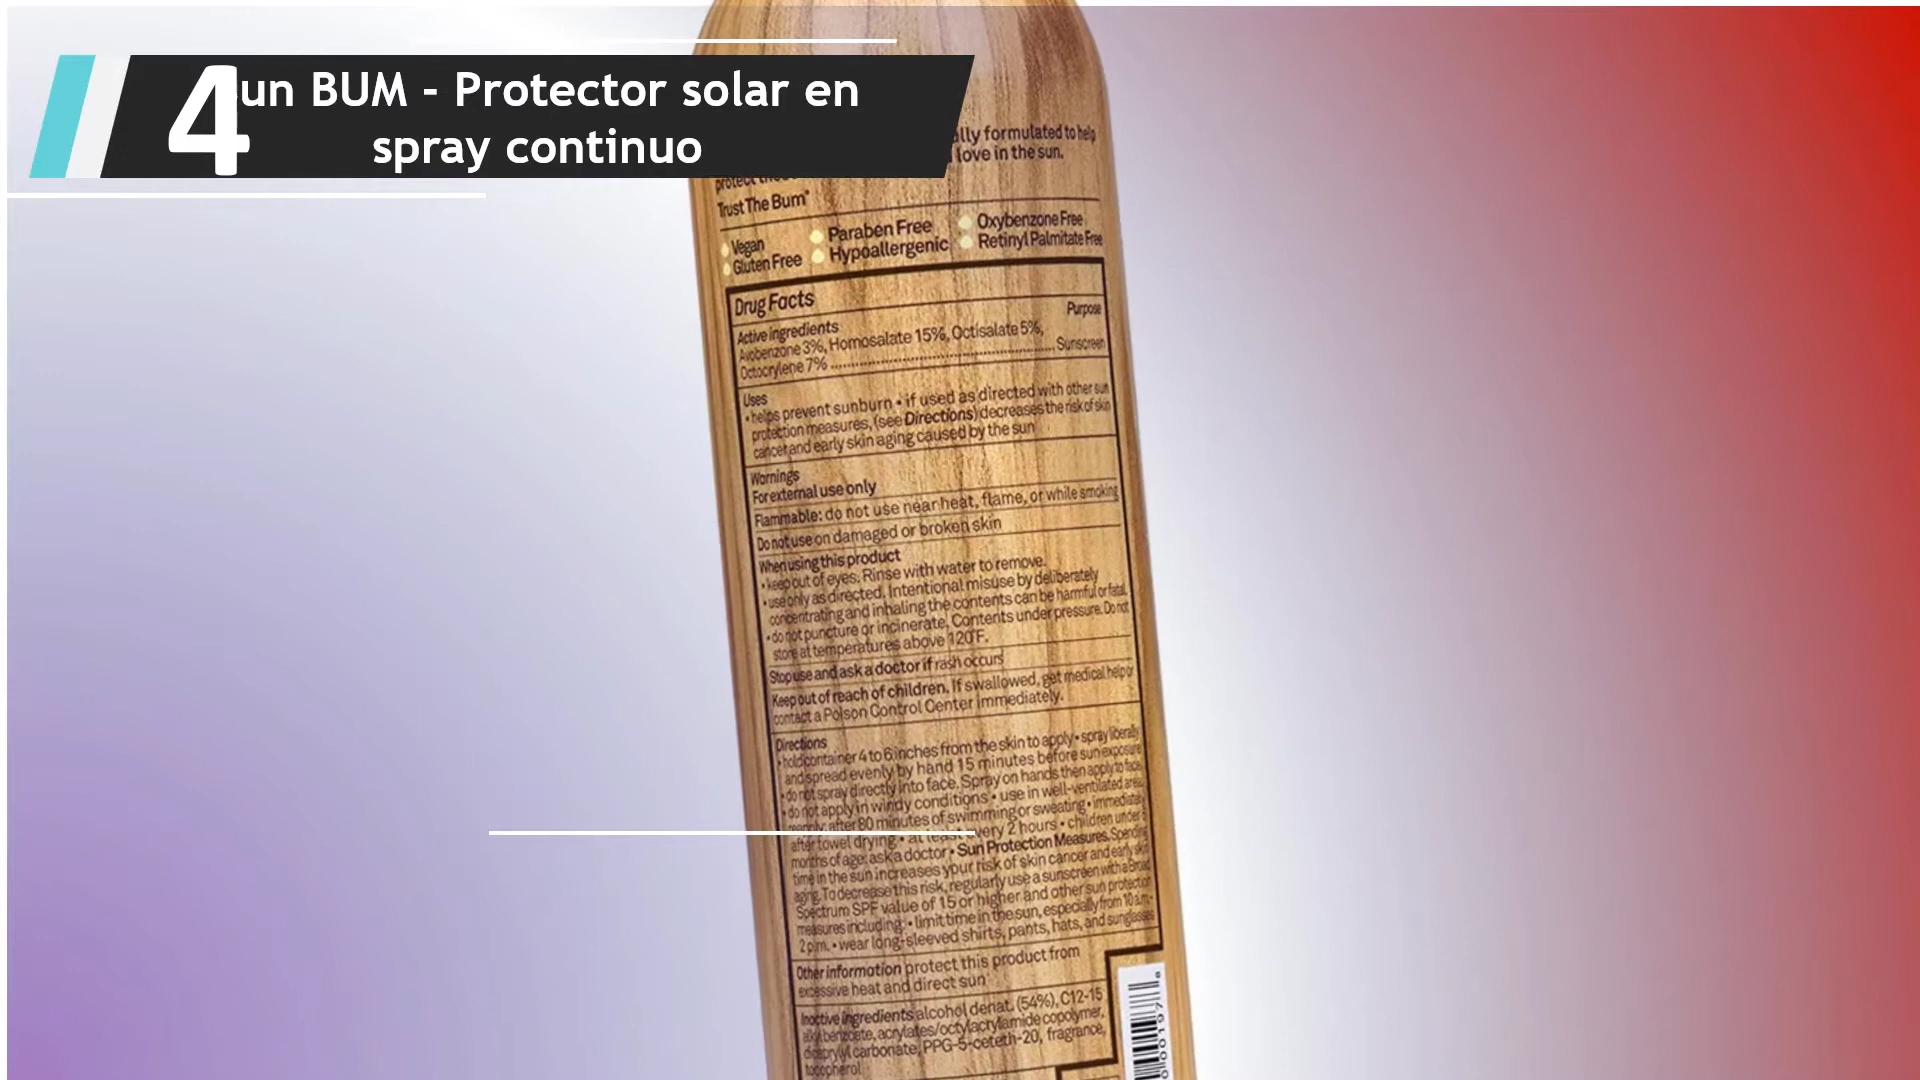 4
un BUM - Protector solar en
spray continuo
lly formulated to help
love in the sun.
protect
Trust The Bum®
Vegan
Paraben Free
Oxybenzone Free
Gluten Free
Hypoallergenic
Retinyl Palmitate Free
Drug Facts
Active ingredients
Purpose
Avobenzone 3%, Homosalate 15%, Octisalate 5%,
Octocrylene 7% ........ Sunscreen
Uses
• helps prevent sunburn • if used as directed with other sun
protection measures, (see Directions) decreases the risk of skin
cancer and early skin aging caused by the sun
Warnings
For external use only
Flammable: do not use near heat, flame, or while smoking
Do not use on damaged or broken skin
When using this product
• keep out of eyes. Rinse with water to remove.
• use only as directed. Intentional misuse by deliberately
concentrating and inhaling the contents can be harmful or fatal.
• do not puncture or incinerate. Contents under pressure. Do not
store at temperatures above 120°F.
Stop use and ask a doctor if rash occurs
Keep out of reach of children. If swallowed, get medical help or
contact a Poison Control Center immediately.
Directions
• hold container 4 to 6 inches from the skin to apply • spray liberally
and spread evenly by hand 15 minutes before sun exposure
• do not spray directly into face. Spray on hands then apply to face.
• do not apply in windy conditions • use in well-ventilated area
reapply: after 80 minutes of swimming or sweating • immediately
after towel drying • at least every 2 hours • children under 6
months of age: ask a doctor • Sun Protection Measures. Spending
time in the sun increases your risk of skin cancer and early skin
aging. To decrease this risk, regularly use a sunscreen with a Broad
Spectrum SPF value of 15 or higher and other sun protection
measures including: • limit time in the sun, especially from 10 a.m.-
2 p.m. • wear long-sleeved shirts, pants, hats, and sunglasses
Other information protect this product from
excessive heat and direct sun
Inactive ingredients alcohol denat. (54%), C12-15
alkyl benzoate, acrylates/octylacrylamide copolymer,
dicaprylyl carbonate, PPG-5-ceteth-20, fragrance,
tocopherol